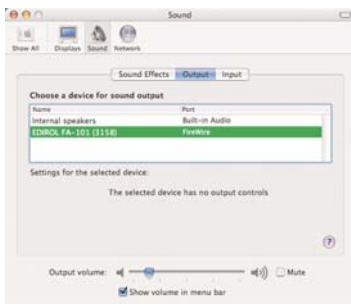 Sound
Show All Displays Sound Network
Sound Effects Output Input
Choose a device for sound output
Name Port
Internal speakers Built-in Audio
EDIROL FA-101 (3158) FireWire
Settings for the selected device:
The selected device has no output controls
?
Output volume: Mute
Show volume in menu bar